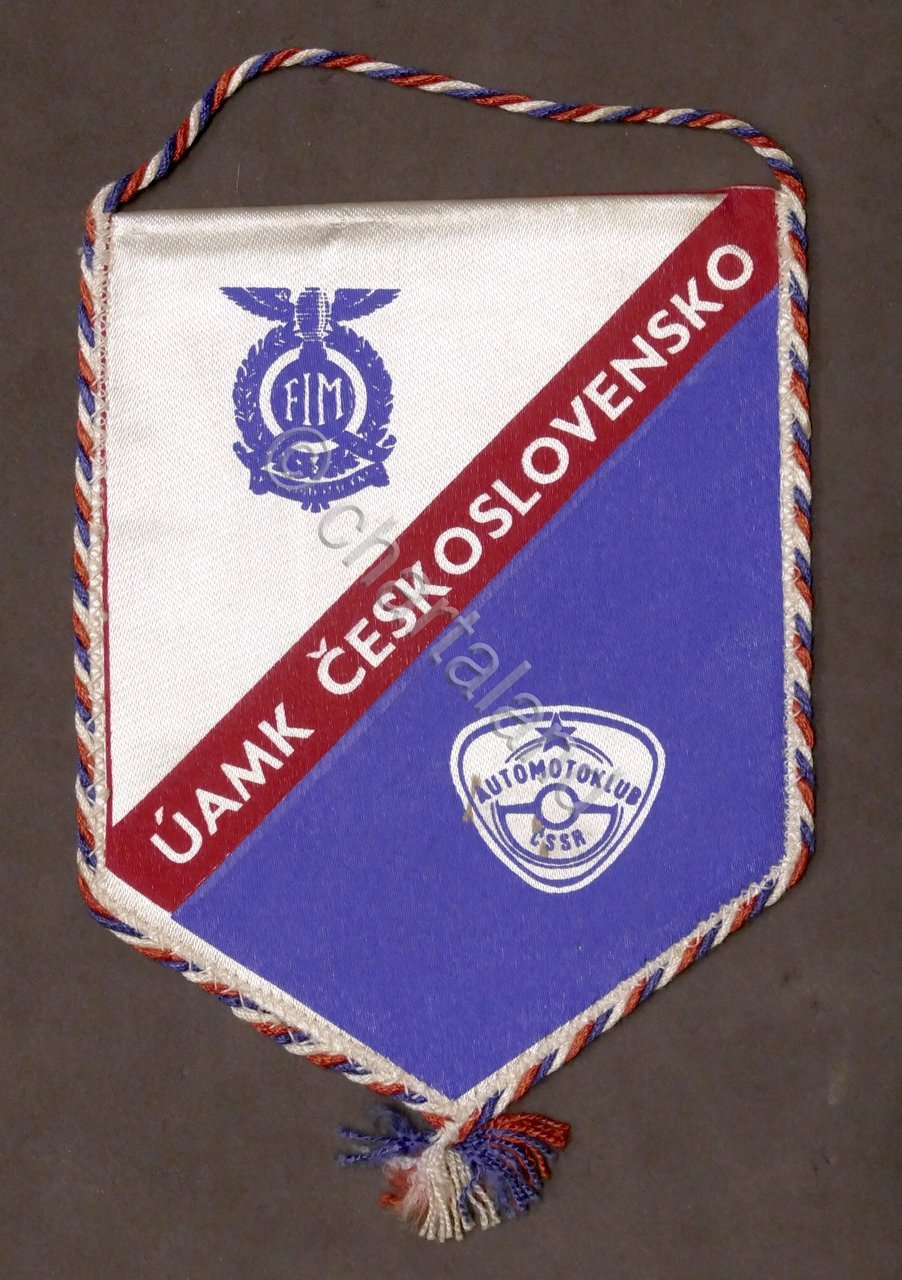 FIM
ÚAMK ČESKOSLOVENSKO
AUTOMOTOKLUB
ČSSR